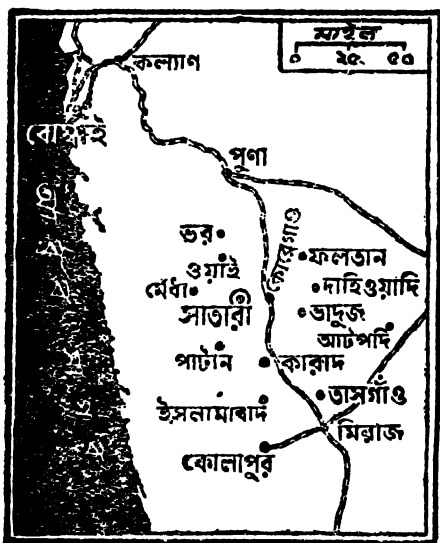 মাইল
০ ২৫ ৫০
কল্যাণ
বোম্বাই
পুণা
ভর
ওয়াই
মেধা
সাতারা
কোরেগাঁও
ফলতান
দাহিওয়াদি
ভাদুজ
আটপদি
পাটান
কারাদ
ইসলামাবাদ
তাসগাঁও
মিরাজ
কোলাপুর